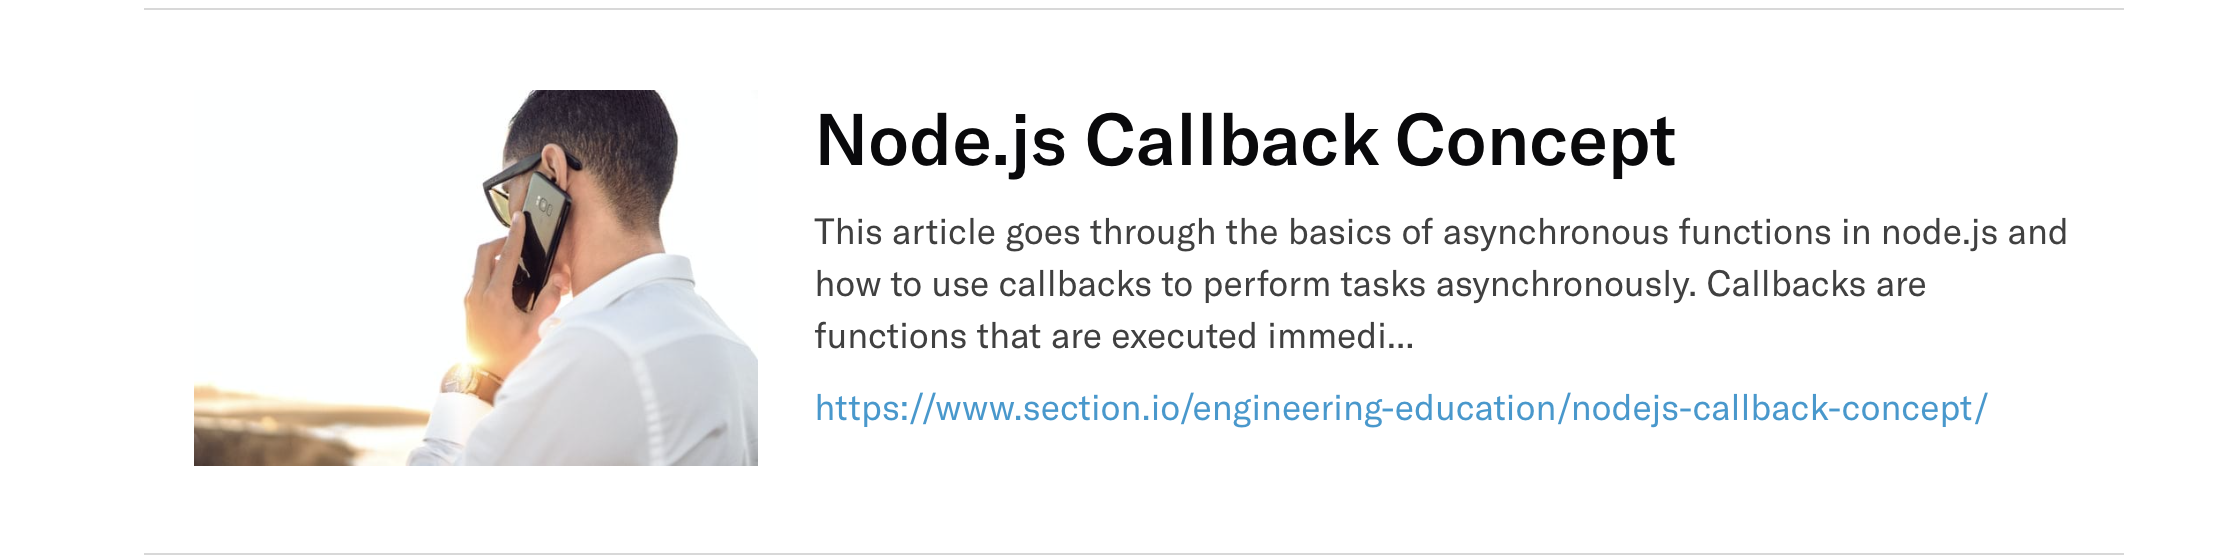 Node.js Callback Concept
This article goes through the basics of asynchronous functions in node.js and
how to use callbacks to perform tasks asynchronously. Callbacks are
functions that are executed immedi...
https://www.section.io/engineering-education/nodejs-callback-concept/